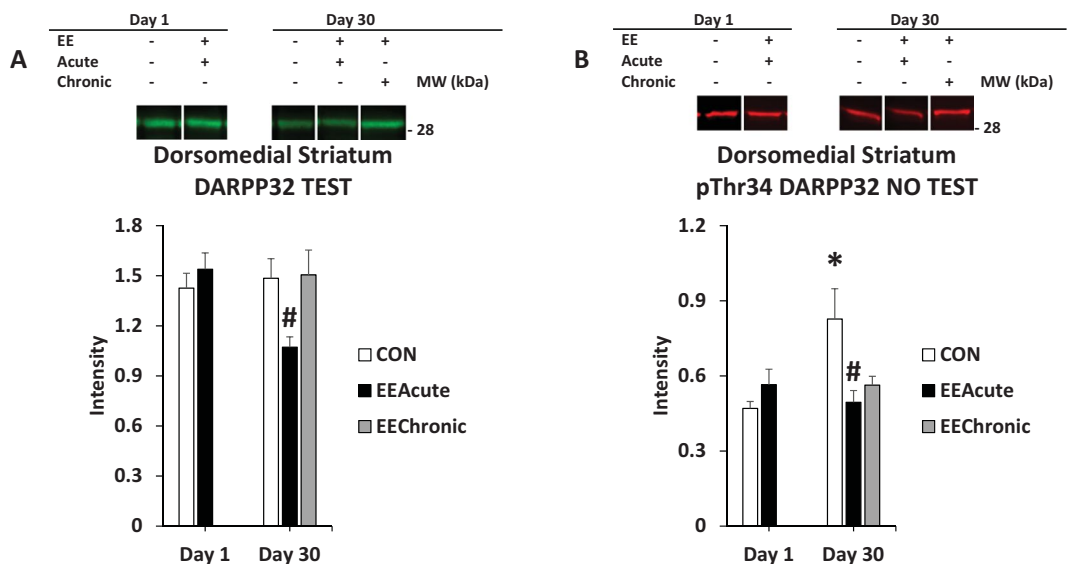 A
Day 1 Day 30
EE - + - + +
Acute - + - + -
Chronic - - - - + MW (kDa)
- 28
Dorsomedial Striatum
DARPP32 TEST
Intensity
1.8
1.5
1.2
0.9
0.6
0.3
0
#
Day 1 Day 30
CON
EEAcute
EEChronic
B
Day 1 Day 30
EE - + - + +
Acute - + - + -
Chronic - - - - + MW (kDa)
- 28
Dorsomedial Striatum
pThr34 DARPP32 NO TEST
Intensity
1.2
0.9
0.6
0.3
0
*
#
Day 1 Day 30
CON
EEAcute
EEChronic